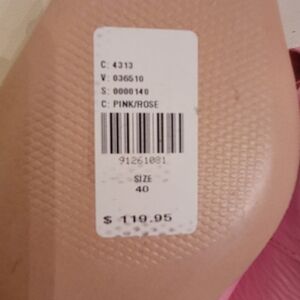 C: 4313
V: 036510
S: 0000140
C: PINK/ROSE
91261081
SIZE
40
$ 119.95